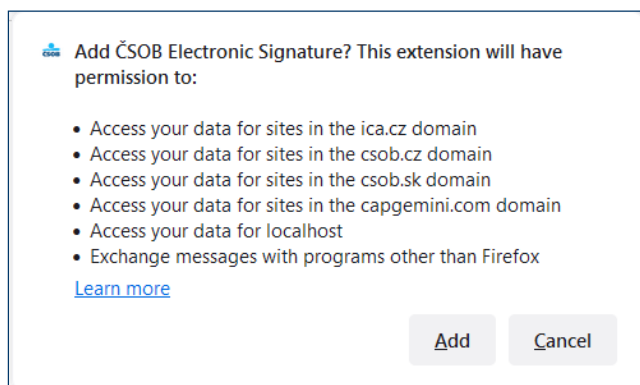 ČSOB
Add ČSOB Electronic Signature? This extension will have
permission to:
• Access your data for sites in the ica.cz domain
• Access your data for sites in the csob.cz domain
• Access your data for sites in the csob.sk domain
• Access your data for sites in the capgemini.com domain
• Access your data for localhost
• Exchange messages with programs other than Firefox
Learn more
Add
Cancel